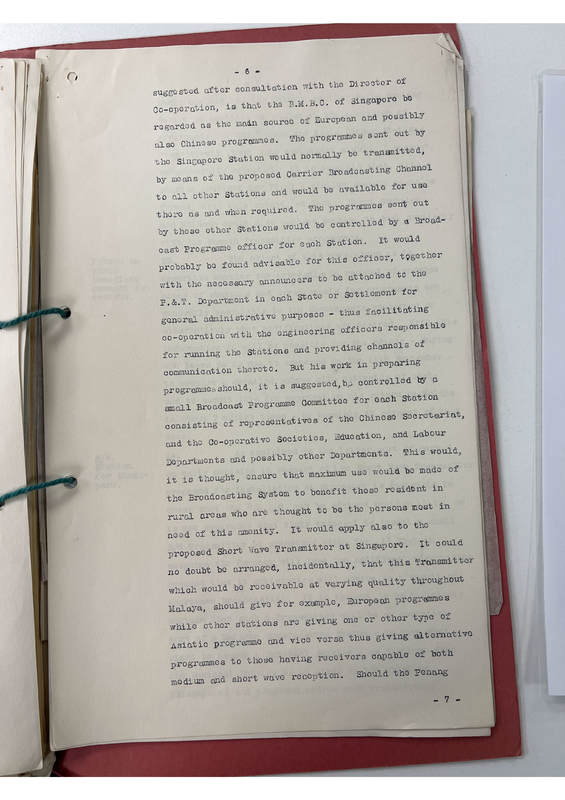 - 6 -
suggested after consultation with the Director of
Co-operation, is that the B.M.B.C. of Singapore be
regarded as the main source of European and possibly
also Chinese programmes. The programmes sent out by
the Singapore Station would normally be transmitted,
by means of the proposed Carrier Broadcasting Channel
to all other Stations and would be available for use
there as and when required. The programmes sent out
by these other Stations would be controlled by a Broad-
cast Programme officer for each Station. It would
probably be found advisable for this officer, together
with the necessary announcers to be attached to the
P.&T. Department in each State or Settlement for
general administrative purposes - thus facilitating
co-operation with the engineering officers responsible
for running the Stations and providing channels of
communication thereto. But his work in preparing
programmes should, it is suggested, be controlled by a
small Broadcast Programme Committee for each Station
consisting of representatives of the Chinese Secretariat,
and the Co-operative Societies, Education, and Labour
Departments and possibly other Departments. This would,
it is thought, ensure that maximum use would be made of
the Broadcasting System to benefit those resident in
rural areas who are thought to be the persons most in
need of this amenity. It would apply also to the
proposed Short Wave Transmitter at Singapore. It could
no doubt be arranged, incidentally, that this Transmitter
which would be receivable at varying quality throughout
Malaya, should give for example, European programmes
while other stations are giving one or other type of
Asiatic programme and vice versa thus giving alternative
programmes to those having receivers capable of both
medium and short wave reception. Should the Penang
- 7 -